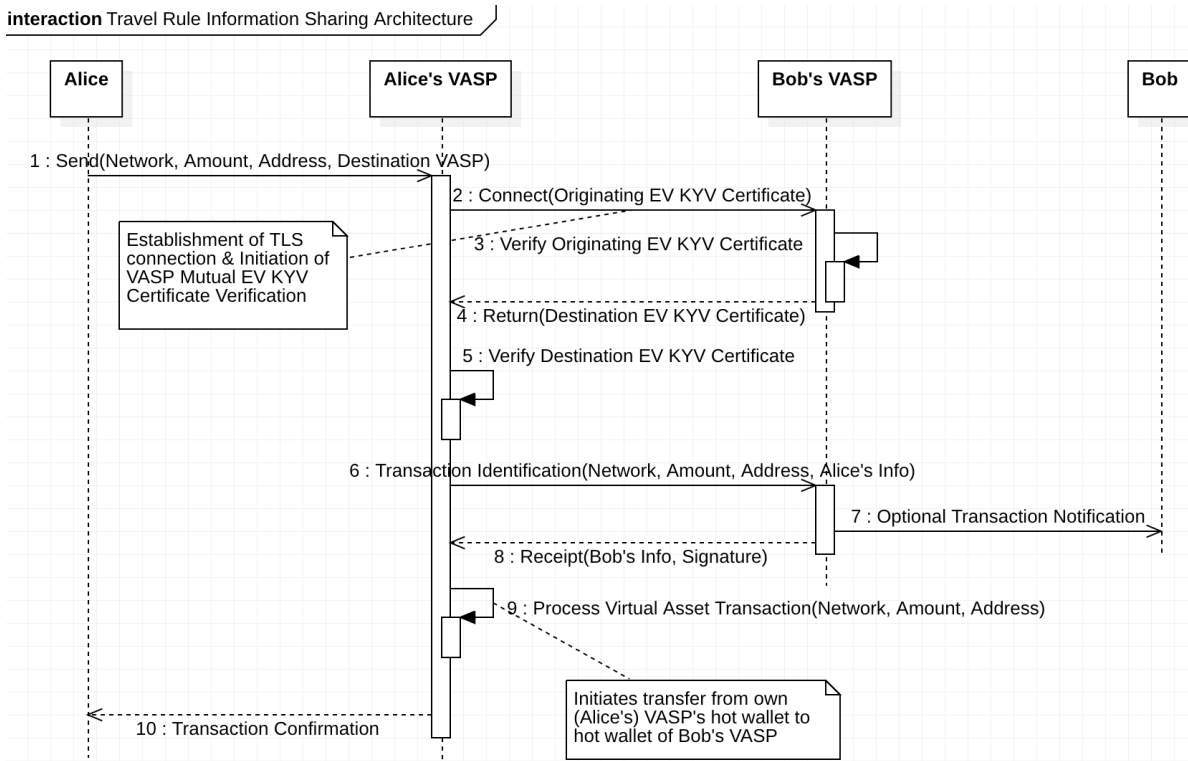 interaction Travel Rule Information Sharing Architecture
Alice
Alice's VASP
Bob's VASP
Bob
1 : Send(Network, Amount, Address, Destination VASP)
2 : Connect(Originating EV KYV Certificate)
Establishment of TLS
connection & Initiation of
VASP Mutual EV KYV
Certificate Verification
3 : Verify Originating EV KYV Certificate
4 : Return(Destination EV KYV Certificate)
5 : Verify Destination EV KYV Certificate
6 : Transaction Identification(Network, Amount, Address, Alice's Info)
7 : Optional Transaction Notification
8 : Receipt(Bob's Info, Signature)
9 : Process Virtual Asset Transaction(Network, Amount, Address)
Initiates transfer from own
(Alice's) VASP's hot wallet to
hot wallet of Bob's VASP
10 : Transaction Confirmation